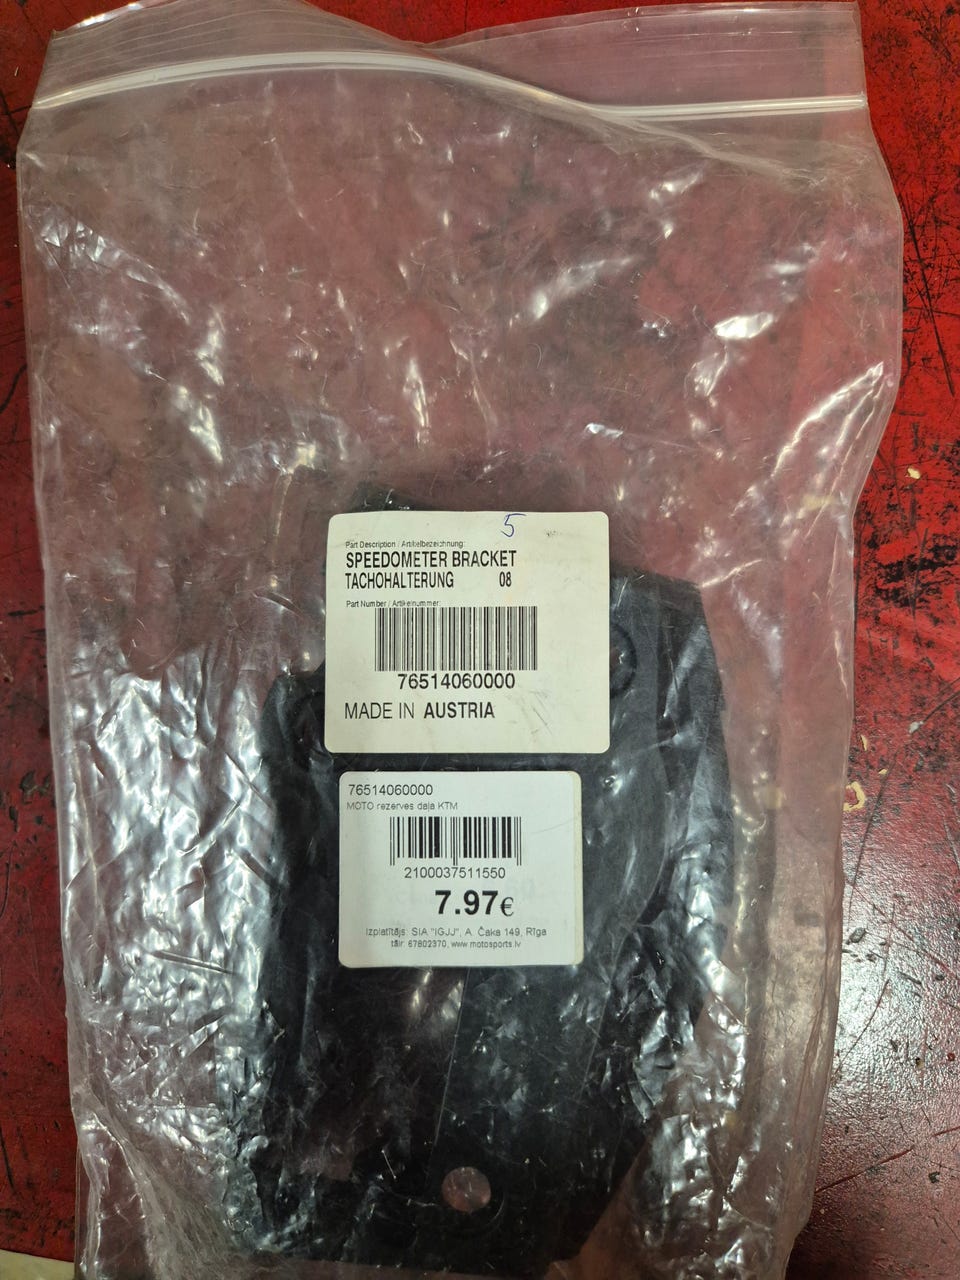 5
Part Description / Artikelbezeichnung:
SPEEDOMETER BRACKET
TACHOHALTERUNG 08
Part Number / Artikelnummer:
76514060000
MADE IN AUSTRIA
76514060000
MOTO rezerves daļa KTM
2100037511550
7.97€
Izplatītājs: SIA "IGJJ", A. Čaka 149, Rīga
tālr. 67802370, www.motosports.lv